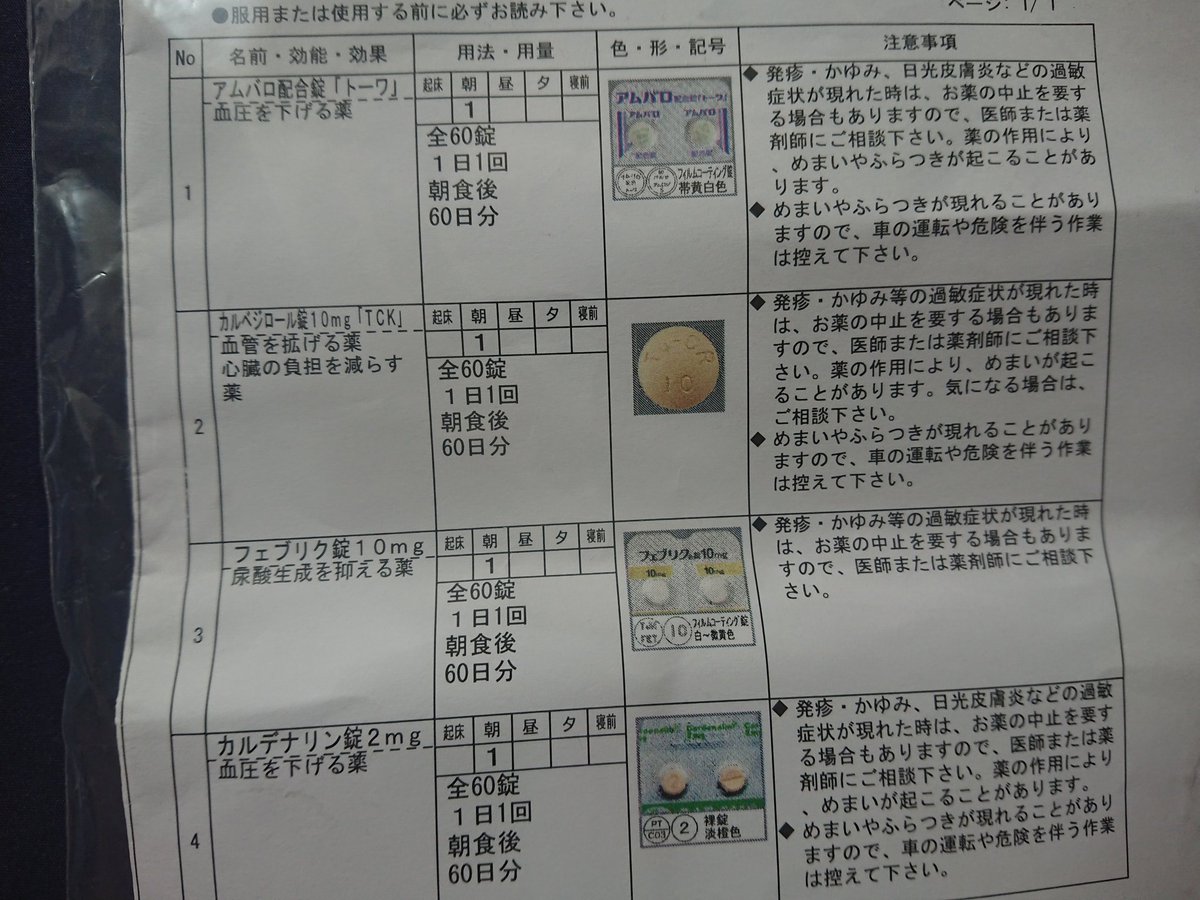 ●服用または使用する前に必ずお読み下さい。
ページ: 1/ 1
No 名前・効能・効果 用法・用量 色・形・記号 注意事項
1
アムバロ配合錠「トーワ」
血圧を下げる薬
起床 朝 昼 夕 寝前
1
全60錠
1日1回
朝食後
60日分
アムバロ配合錠「トーワ」
アムバロ アムバロ
フィルムコーティング錠
帯黄白色
◆ 発疹・かゆみ、日光皮膚炎などの過敏
症状が現れた時は、お薬の中止を要す
る場合もありますので、医師または薬
剤師にご相談下さい。薬の作用により
、めまいやふらつきが起こることがあ
ります。
◆ めまいやふらつきが現れることがあり
ますので、車の運転や危険を伴う作業
は控えて下さい。
2
カルベジロール錠10mg「TCK」
血管を拡げる薬
心臓の負担を減らす
薬
起床 朝 昼 夕 寝前
1
全60錠
1日1回
朝食後
60日分
10
◆ 発疹・かゆみ等の過敏症状が現れた時
は、お薬の中止を要する場合もありま
すので、医師または薬剤師にご相談下
さい。薬の作用により、めまいが起こ
ることがあります。気になる場合は、
ご相談下さい。
◆ めまいやふらつきが現れることがあり
ますので、車の運転や危険を伴う作業
は控えて下さい。
3
フェブリク錠10mg
尿酸生成を抑える薬
起床 朝 昼 夕 寝前
1
全60錠
1日1回
朝食後
60日分
フェブリク錠10mg
10mg 10mg
10
フィルムコーティング錠
白～微黄色
◆ 発疹・かゆみ等の過敏症状が現れた時
は、お薬の中止を要する場合もありま
すので、医師または薬剤師にご相談下
さい。
4
カルデナリン錠2mg
血圧を下げる薬
起床 朝 昼 夕 寝前
1
全60錠
1日1回
朝食後
60日分
PT
C03
2
裸錠
淡橙色
◆ 発疹・かゆみ、日光皮膚炎などの過敏
症状が現れた時は、お薬の中止を要す
る場合もありますので、医師または薬
剤師にご相談下さい。薬の作用により
、めまいが起こることがあります。
◆ めまいやふらつきが現れることがあり
ますので、車の運転や危険を伴う作業
は控えて下さい。